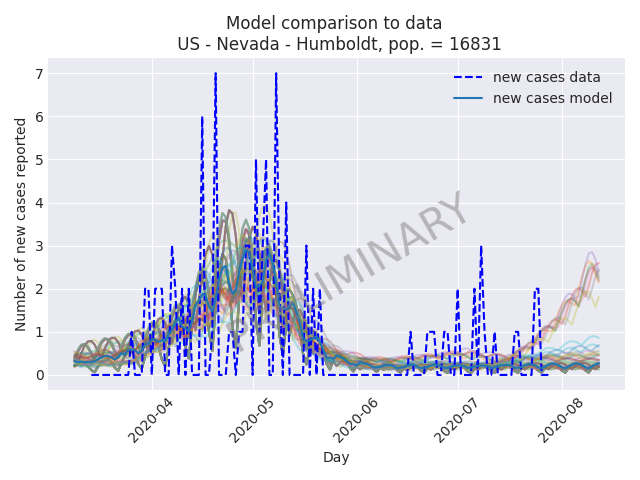 Model comparison to data
US - Nevada - Humboldt, pop. = 16831
Number of new cases reported
7
6
5
4
3
2
1
0
new cases data
new cases model
2020-04
2020-05
2020-06
2020-07
2020-08
Day